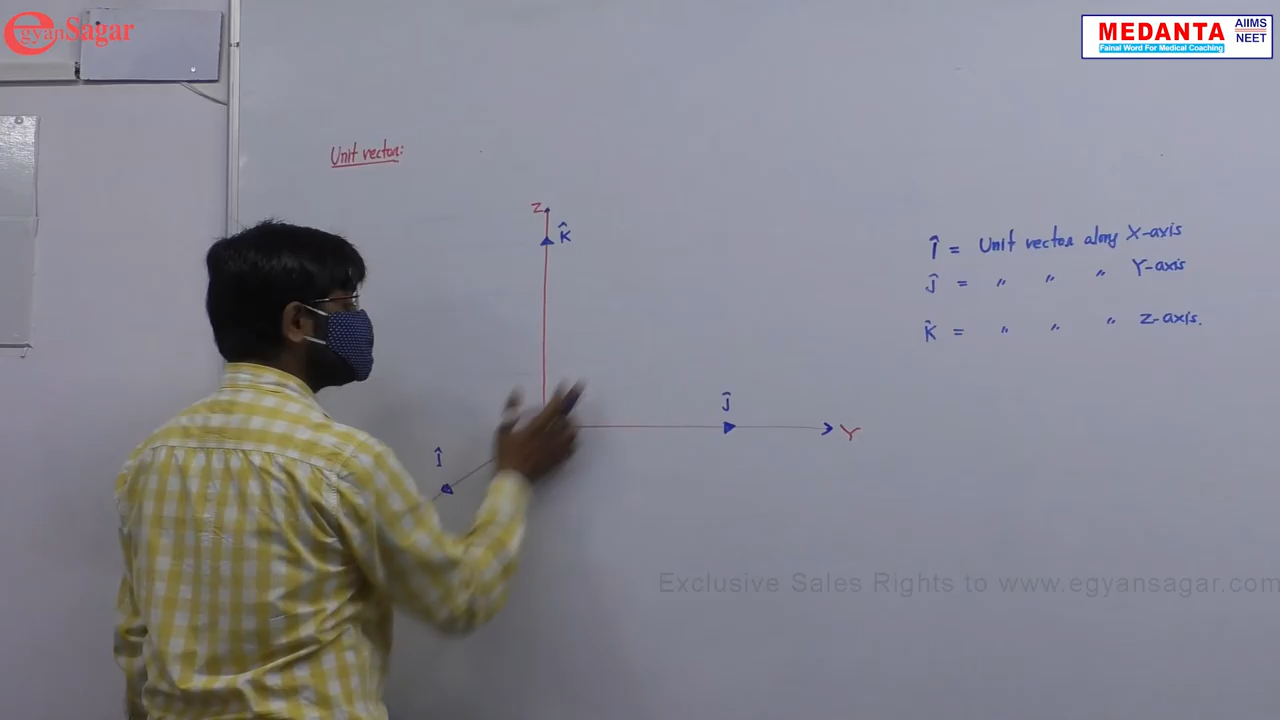 egyanSagar
MEDANTA
Fainal Word For Medical Coaching
AIIMS
NEET
Unit vector:
Z
K̂
Î = Unit vector along X-axis
Ĵ = " " " Y-axis
K̂ = " " " Z-axis.
Ĵ
Y
Î
Exclusive Sales Rights to www.egyansagar.com